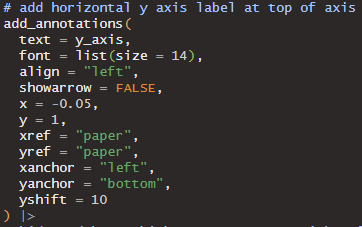 # add horizontal y axis label at top of axis
add_annotations(
  text = y_axis,
  font = list(size = 14),
  align = "left",
  showarrow = FALSE,
  x = -0.05,
  y = 1,
  xref = "paper",
  yref = "paper",
  xanchor = "left",
  yanchor = "bottom",
  yshift = 10
) |>